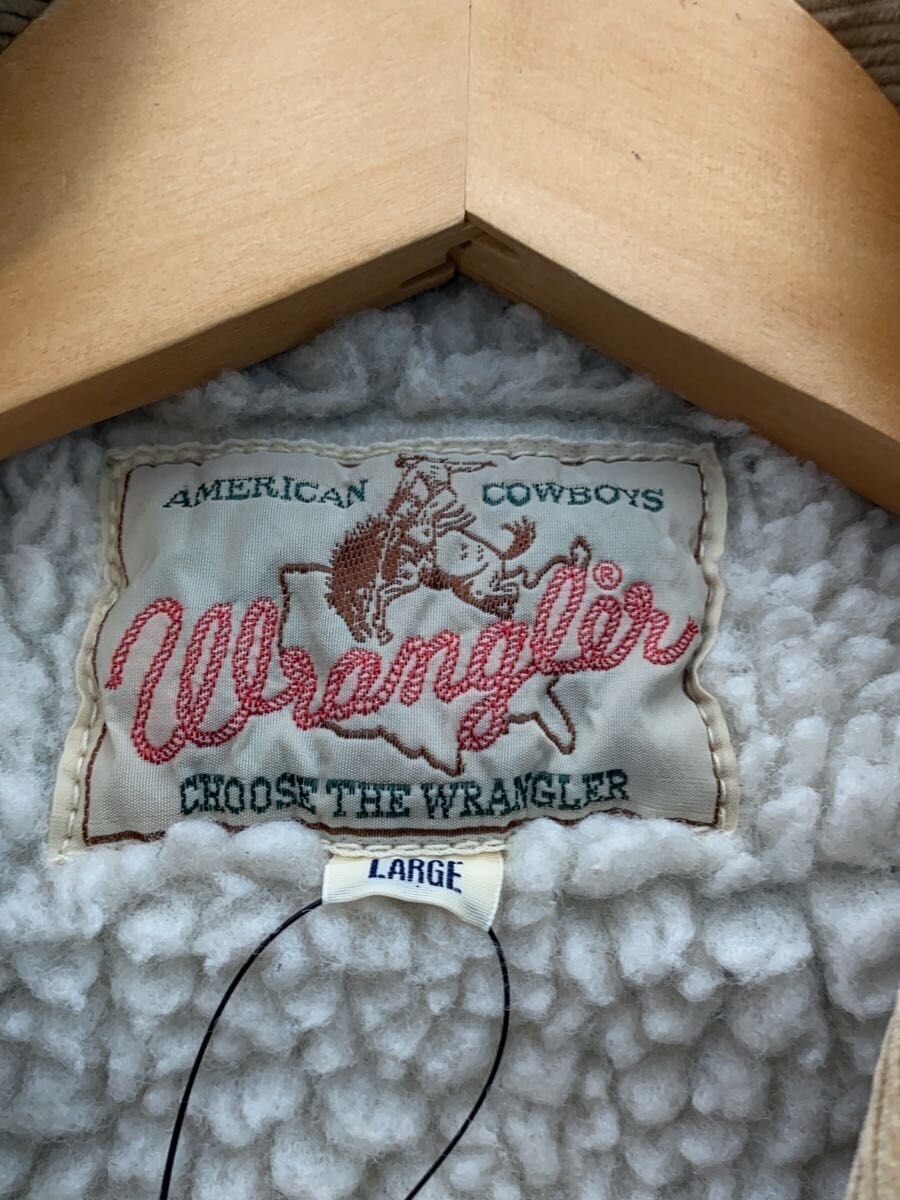 AMERICAN COWBOYS
Wrangler®
CHOOSE THE WRANGLER
LARGE